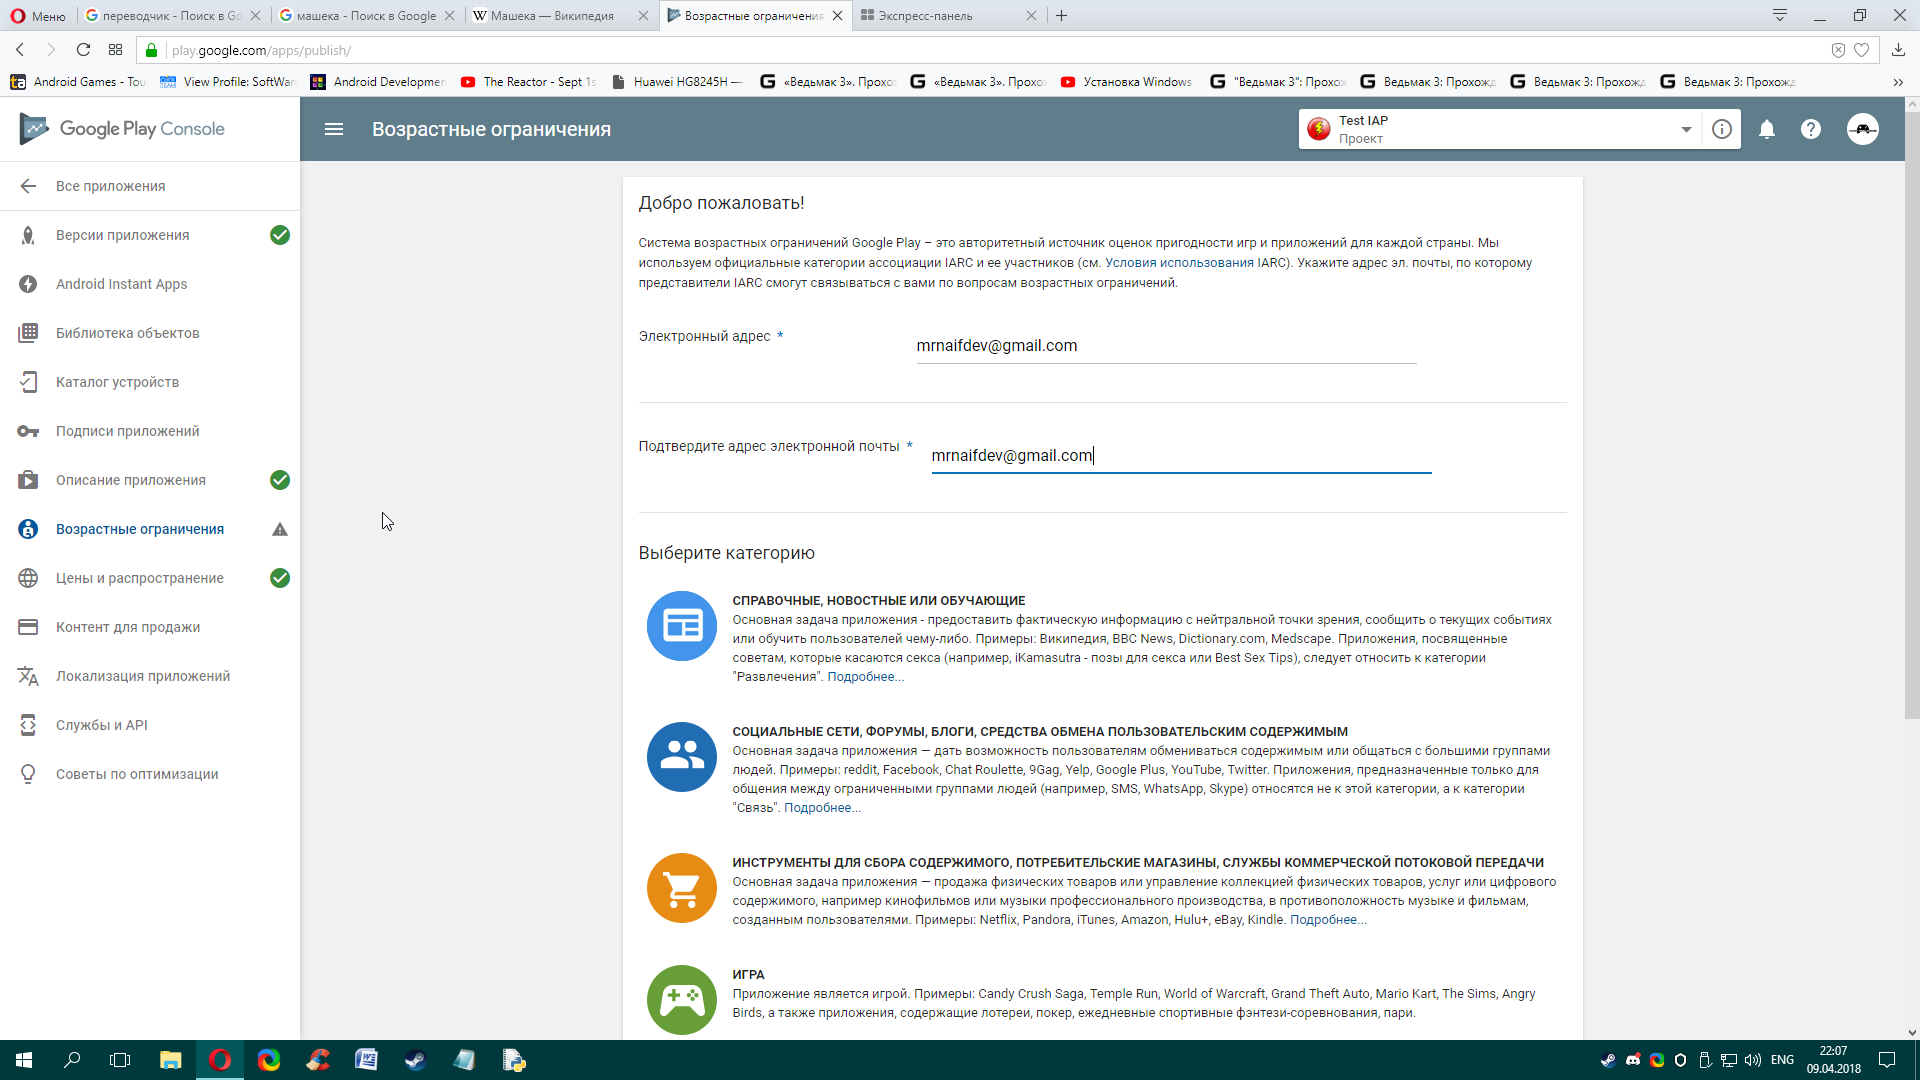 Меню
переводчик - Поиск в Go
машека - Поиск в Google
Машека — Википедия
Возрастные ограничения
Экспресс-панель
play.google.com/apps/publish/
Android Games - Tou
View Profile: SoftWar
Android Developmen
The Reactor - Sept 1s
Huawei HG8245H —
«Ведьмак 3». Прохо
«Ведьмак 3». Прохо
Установка Windows
"Ведьмак 3": Прохо
Ведьмак 3: Прохожд
Ведьмак 3: Прохожд
Ведьмак 3: Прохожд
Google Play Console
Возрастные ограничения
Test IAP
Проект
Все приложения
Версии приложения
Android Instant Apps
Библиотека объектов
Каталог устройств
Подписи приложений
Описание приложения
Возрастные ограничения
Цены и распространение
Контент для продажи
Локализация приложений
Службы и API
Советы по оптимизации
Добро пожаловать!
Система возрастных ограничений Google Play – это авторитетный источник оценок пригодности игр и приложений для каждой страны. Мы
используем официальные категории ассоциации IARC и ее участников (см. Условия использования IARC). Укажите адрес эл. почты, по которому
представители IARC смогут связываться с вами по вопросам возрастных ограничений.
Электронный адрес *
mrnaifdev@gmail.com
Подтвердите адрес электронной почты *
mrnaifdev@gmail.com
Выберите категорию
СПРАВОЧНЫЕ, НОВОСТНЫЕ ИЛИ ОБУЧАЮЩИЕ
Основная задача приложения - предоставить фактическую информацию с нейтральной точки зрения, сообщить о текущих событиях
или обучить пользователей чему-либо. Примеры: Википедия, BBC News, Dictionary.com, Medscape. Приложения, посвященные
советам, которые касаются секса (например, iKamasutra - позы для секса или Best Sex Tips), следует относить к категории
"Развлечения". Подробнее...
СОЦИАЛЬНЫЕ СЕТИ, ФОРУМЫ, БЛОГИ, СРЕДСТВА ОБМЕНА ПОЛЬЗОВАТЕЛЬСКИМ СОДЕРЖИМЫМ
Основная задача приложения — дать возможность пользователям обмениваться содержимым или общаться с большими группами
людей. Примеры: reddit, Facebook, Chat Roulette, 9Gag, Yelp, Google Plus, YouTube, Twitter. Приложения, предназначенные только для
общения между ограниченными группами людей (например, SMS, WhatsApp, Skype) относятся не к этой категории, а к категории
"Связь". Подробнее...
ИНСТРУМЕНТЫ ДЛЯ СБОРА СОДЕРЖИМОГО, ПОТРЕБИТЕЛЬСКИЕ МАГАЗИНЫ, СЛУЖБЫ КОММЕРЧЕСКОЙ ПОТОКОВОЙ ПЕРЕДАЧИ
Основная задача приложения — продажа физических товаров или управление коллекцией физических товаров, услуг или цифрового
содержимого, например кинофильмов или музыки профессионального производства, в противоположность музыке и фильмам,
созданным пользователями. Примеры: Netflix, Pandora, iTunes, Amazon, Hulu+, eBay, Kindle. Подробнее...
ИГРА
Приложение является игрой. Примеры: Candy Crush Saga, Temple Run, World of Warcraft, Grand Theft Auto, Mario Kart, The Sims, Angry
Birds, а также приложения, содержащие лотереи, покер, ежедневные спортивные фэнтези-соревнования, пари.
ENG
22:07
09.04.2018